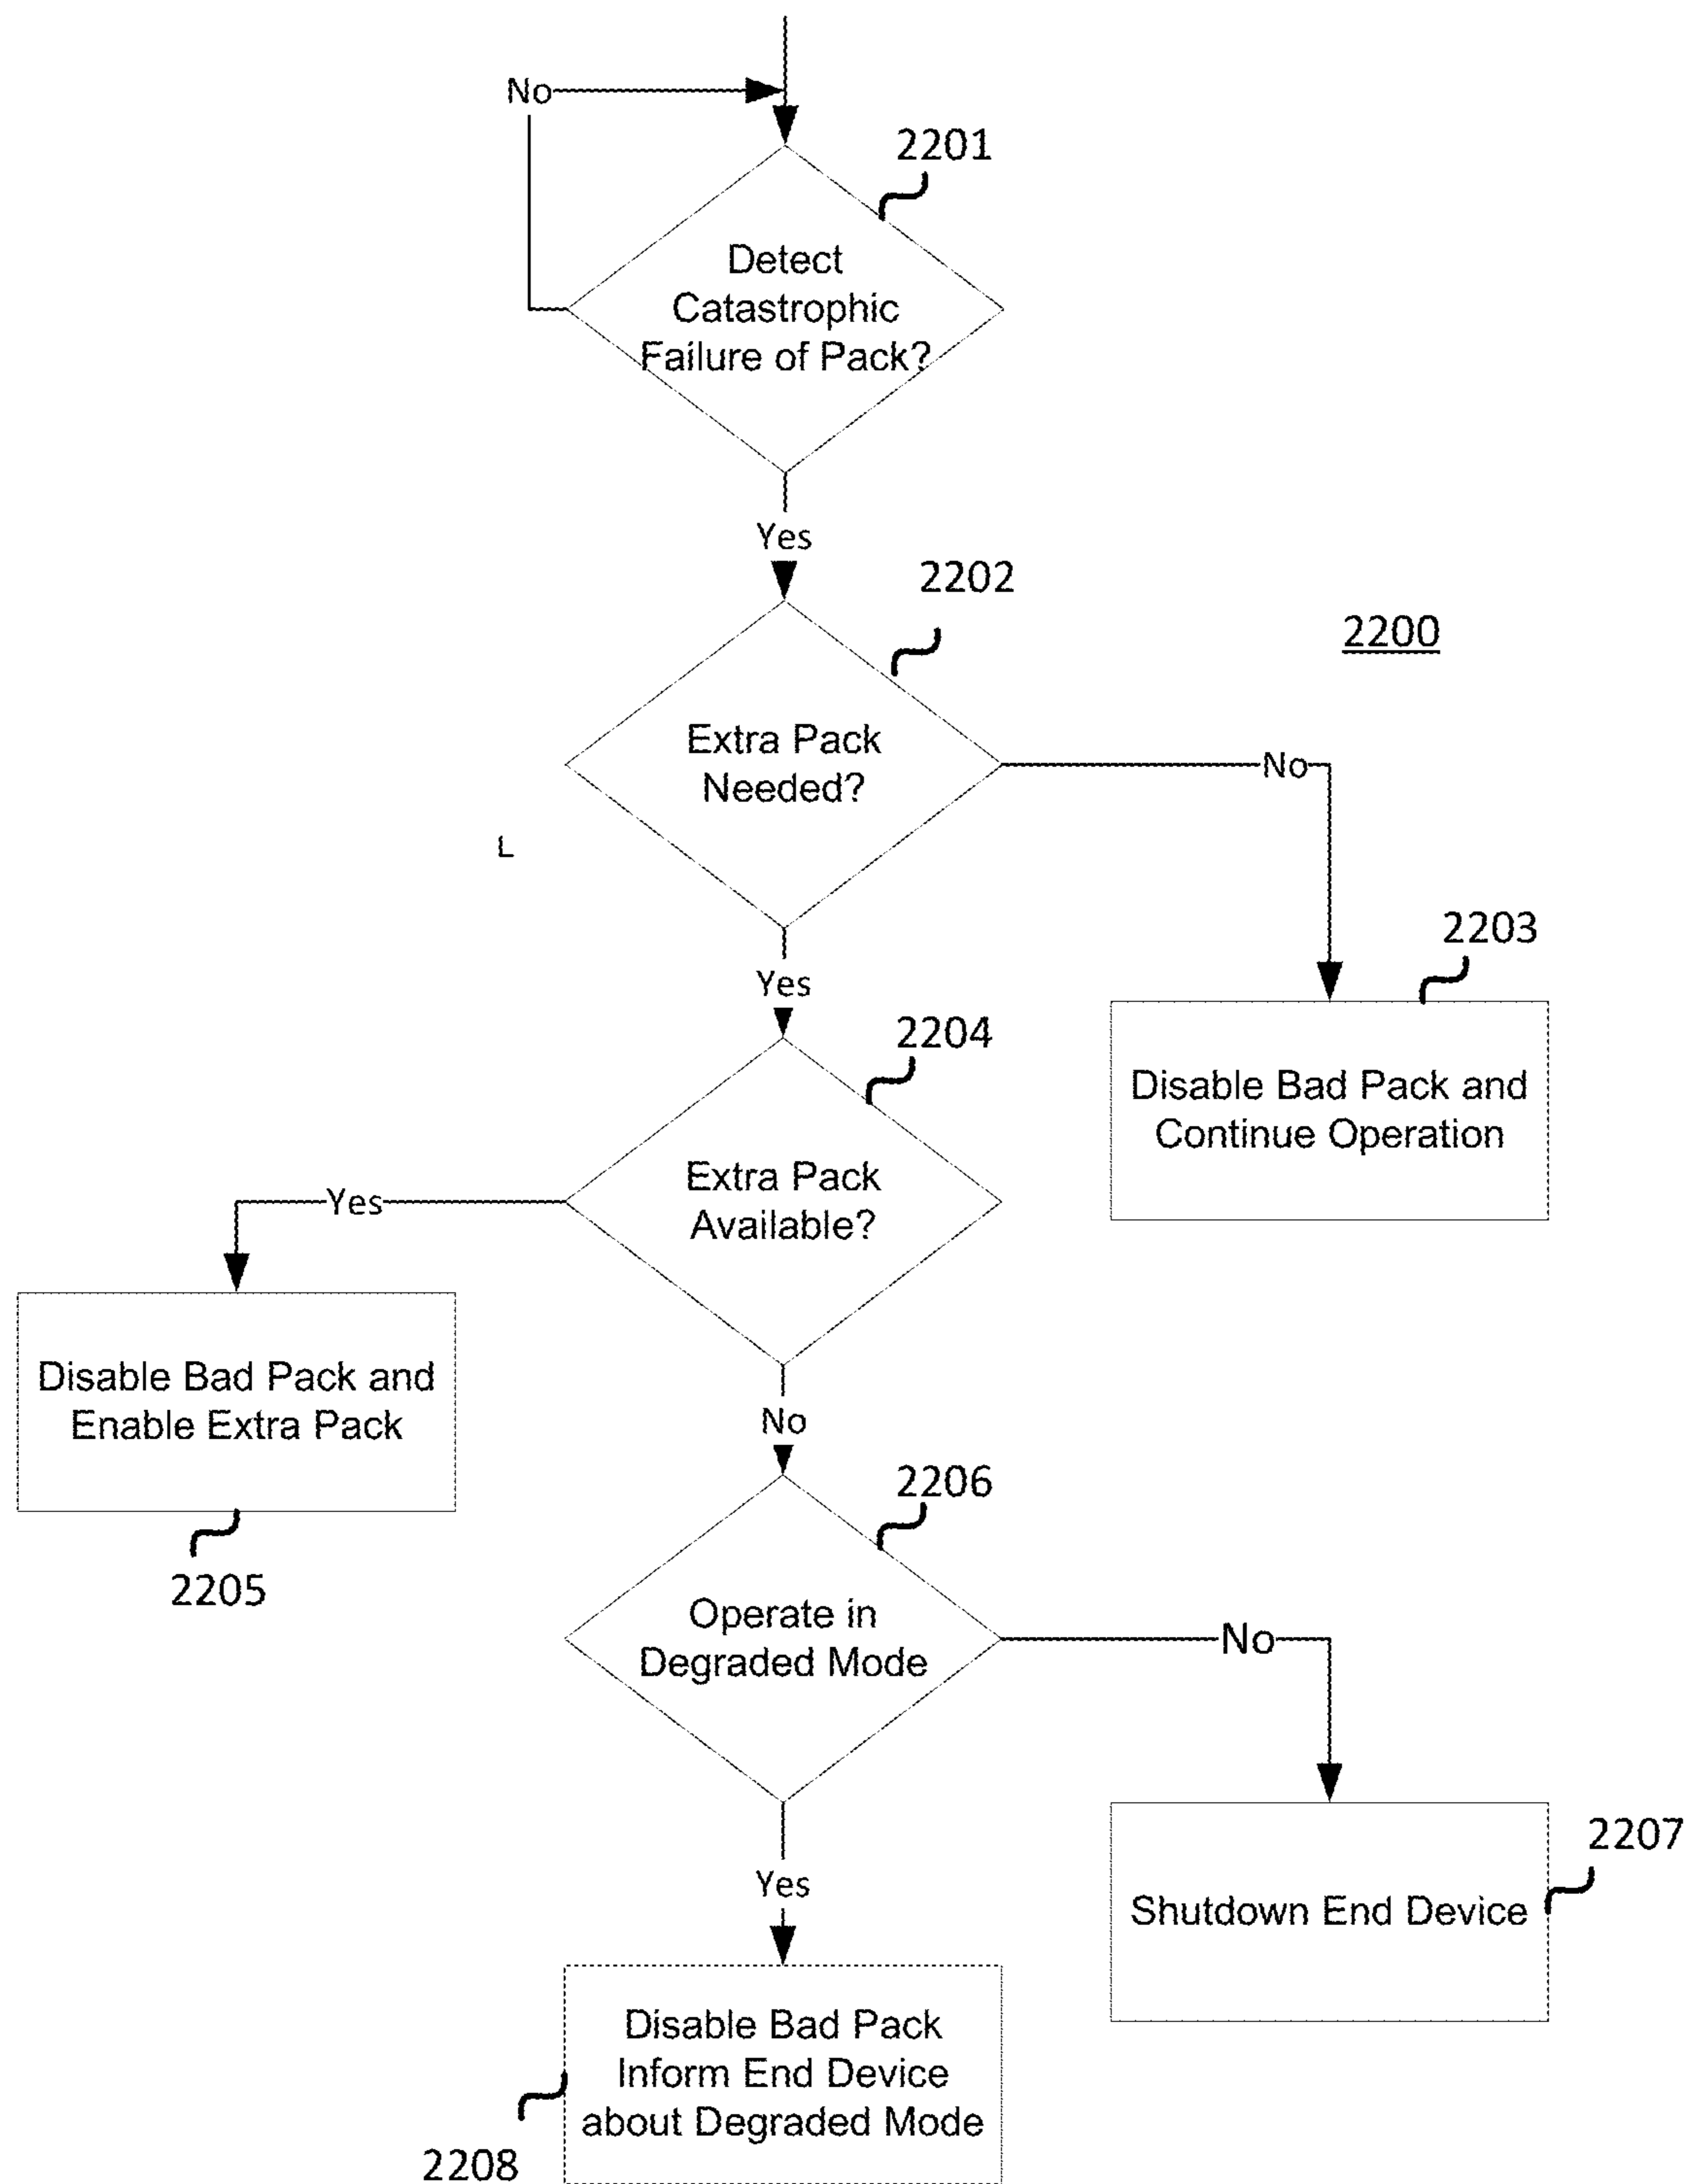 No
2201
Detect
Catastrophic
Failure of Pack?
Yes
2202
2200
Extra Pack
Needed?
No
L
Yes
2203
Disable Bad Pack and
Continue Operation
2204
Extra Pack
Available?
Yes
Disable Bad Pack and
Enable Extra Pack
2205
No
2206
Operate in
Degraded Mode
No
2207
Shutdown End Device
Yes
Disable Bad Pack
Inform End Device
about Degraded Mode
2208